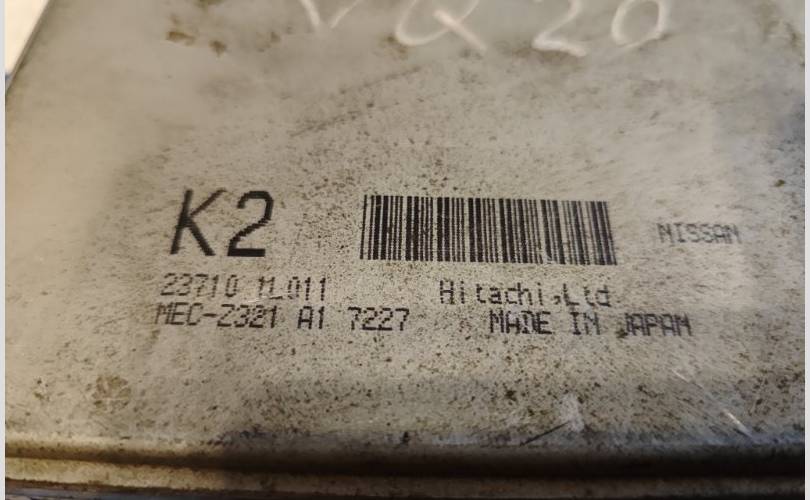 VQ20
K2
NISSAN
23710 1L011
Hitachi,Ltd
MEC-Z321 A1 7227
MADE IN JAPAN